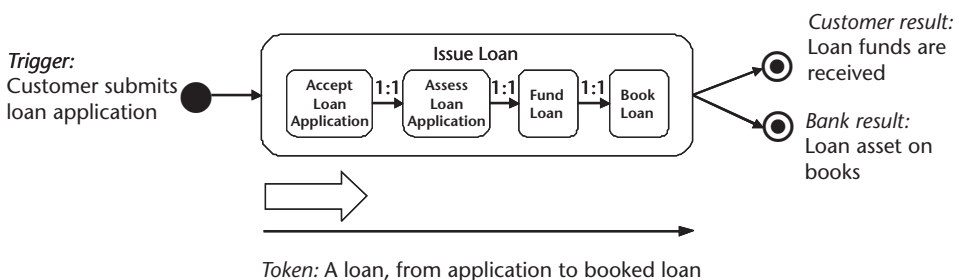 Trigger:
Customer submits
loan application
Issue Loan
Accept
Loan
Application
1:1
Assess
Loan
Application
1:1
Fund
Loan
1:1
Book
Loan
Customer result:
Loan funds are
received
Bank result:
Loan asset on
books
Token: A loan, from application to booked loan